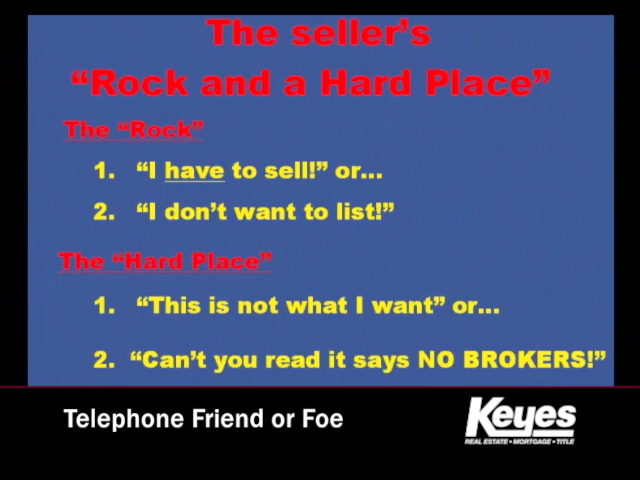 The seller's
“Rock and a Hard Place”
The “Rock”
1. “I have to sell!” or...
2. “I don't want to list!”
The “Hard Place”
1. “This is not what I want” or...
2. “Can't you read it says NO BROKERS!”
Telephone Friend or Foe
Keyes
REAL ESTATE • MORTGAGE • TITLE